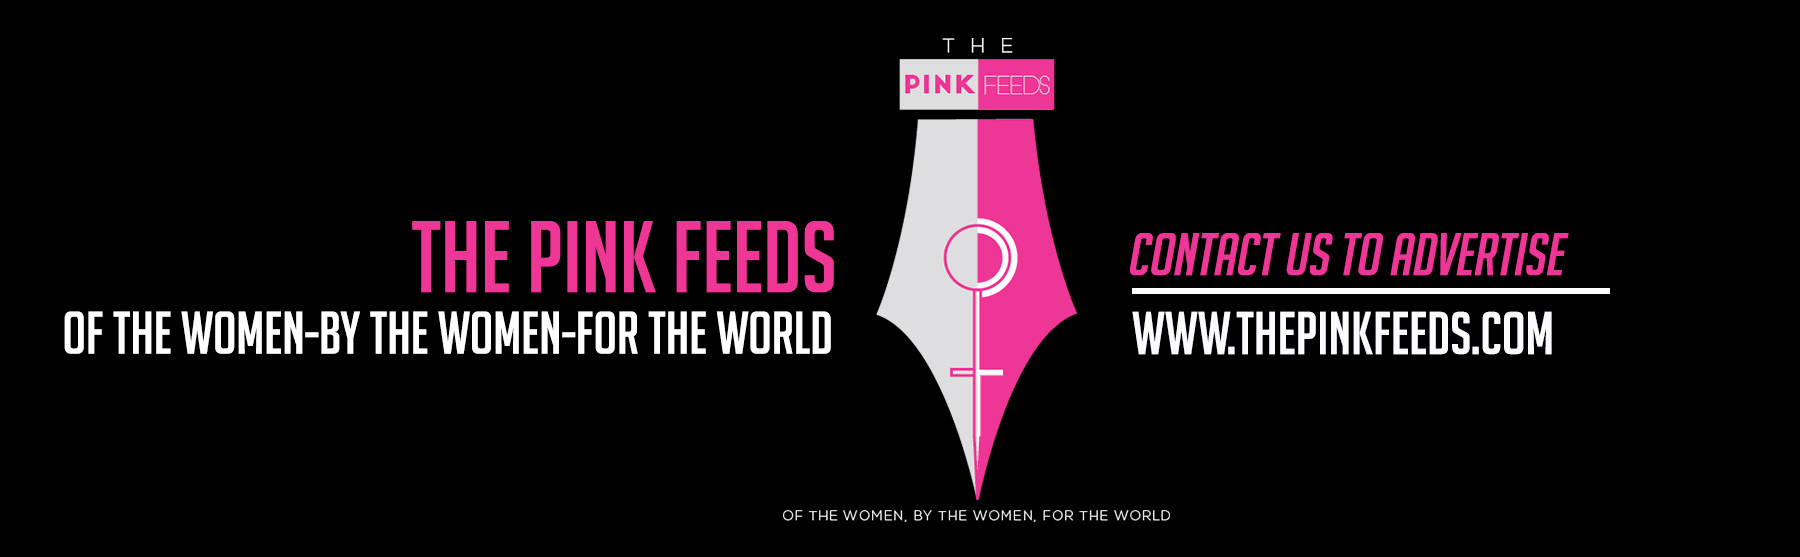 THE
PINK FEEDS
THE PINK FEEDS
OF THE WOMEN-BY THE WOMEN-FOR THE WORLD
CONTACT US TO ADVERTISE
WWW.THEPINKFEEDS.COM
OF THE WOMEN, BY THE WOMEN, FOR THE WORLD